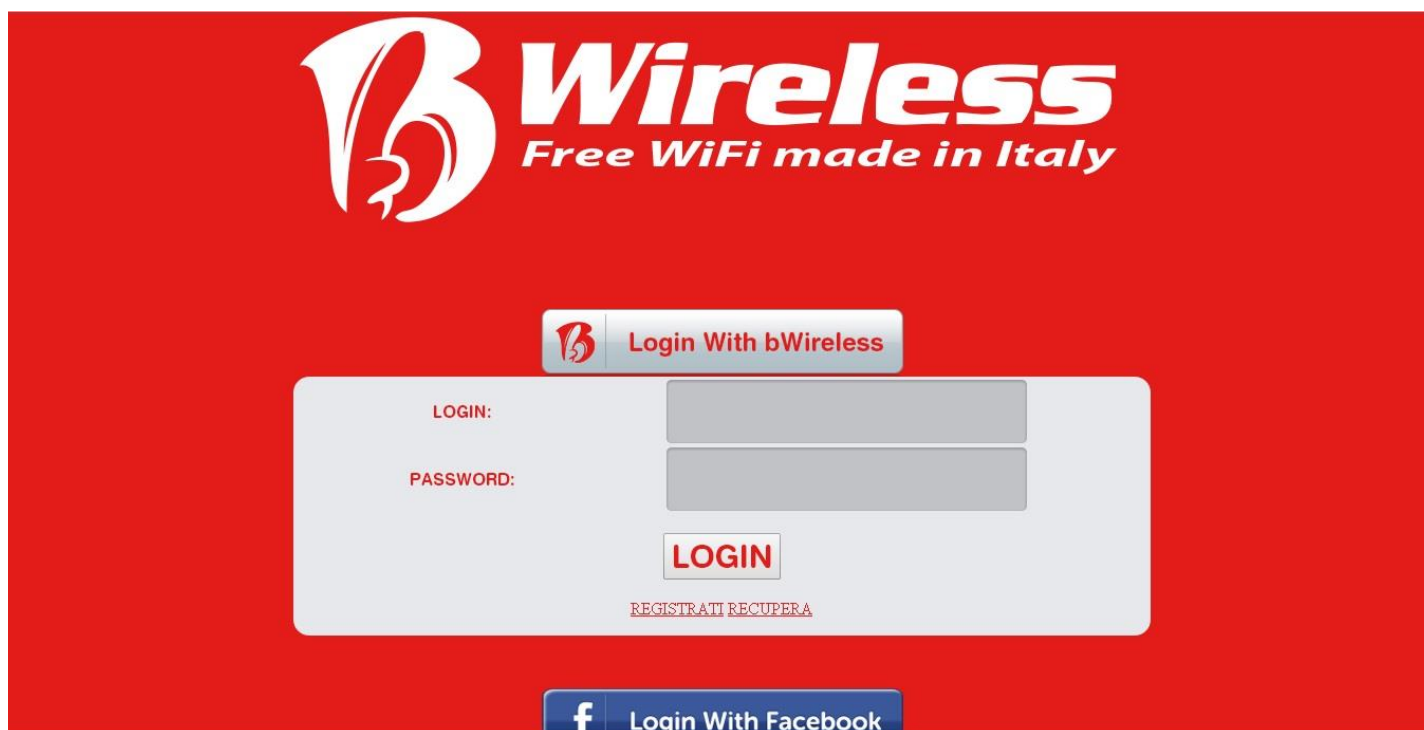 B Wireless
Free WiFi made in Italy
B Login With bWireless
LOGIN:
PASSWORD:
LOGIN
REGISTRATI RECUPERA
f Login With Facebook